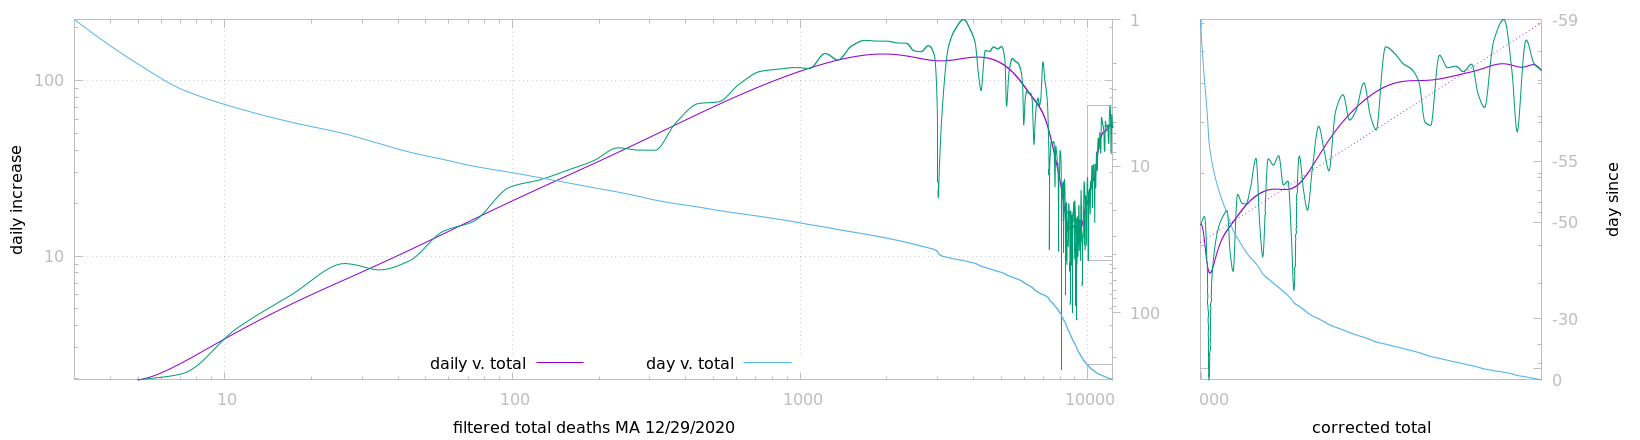 1
-59
100
-55
10
-50
10
100
-30
daily v. total
day v. total
0
10
100
1000
10000
000
daily increase
day since
filtered total deaths MA 12/29/2020
corrected total